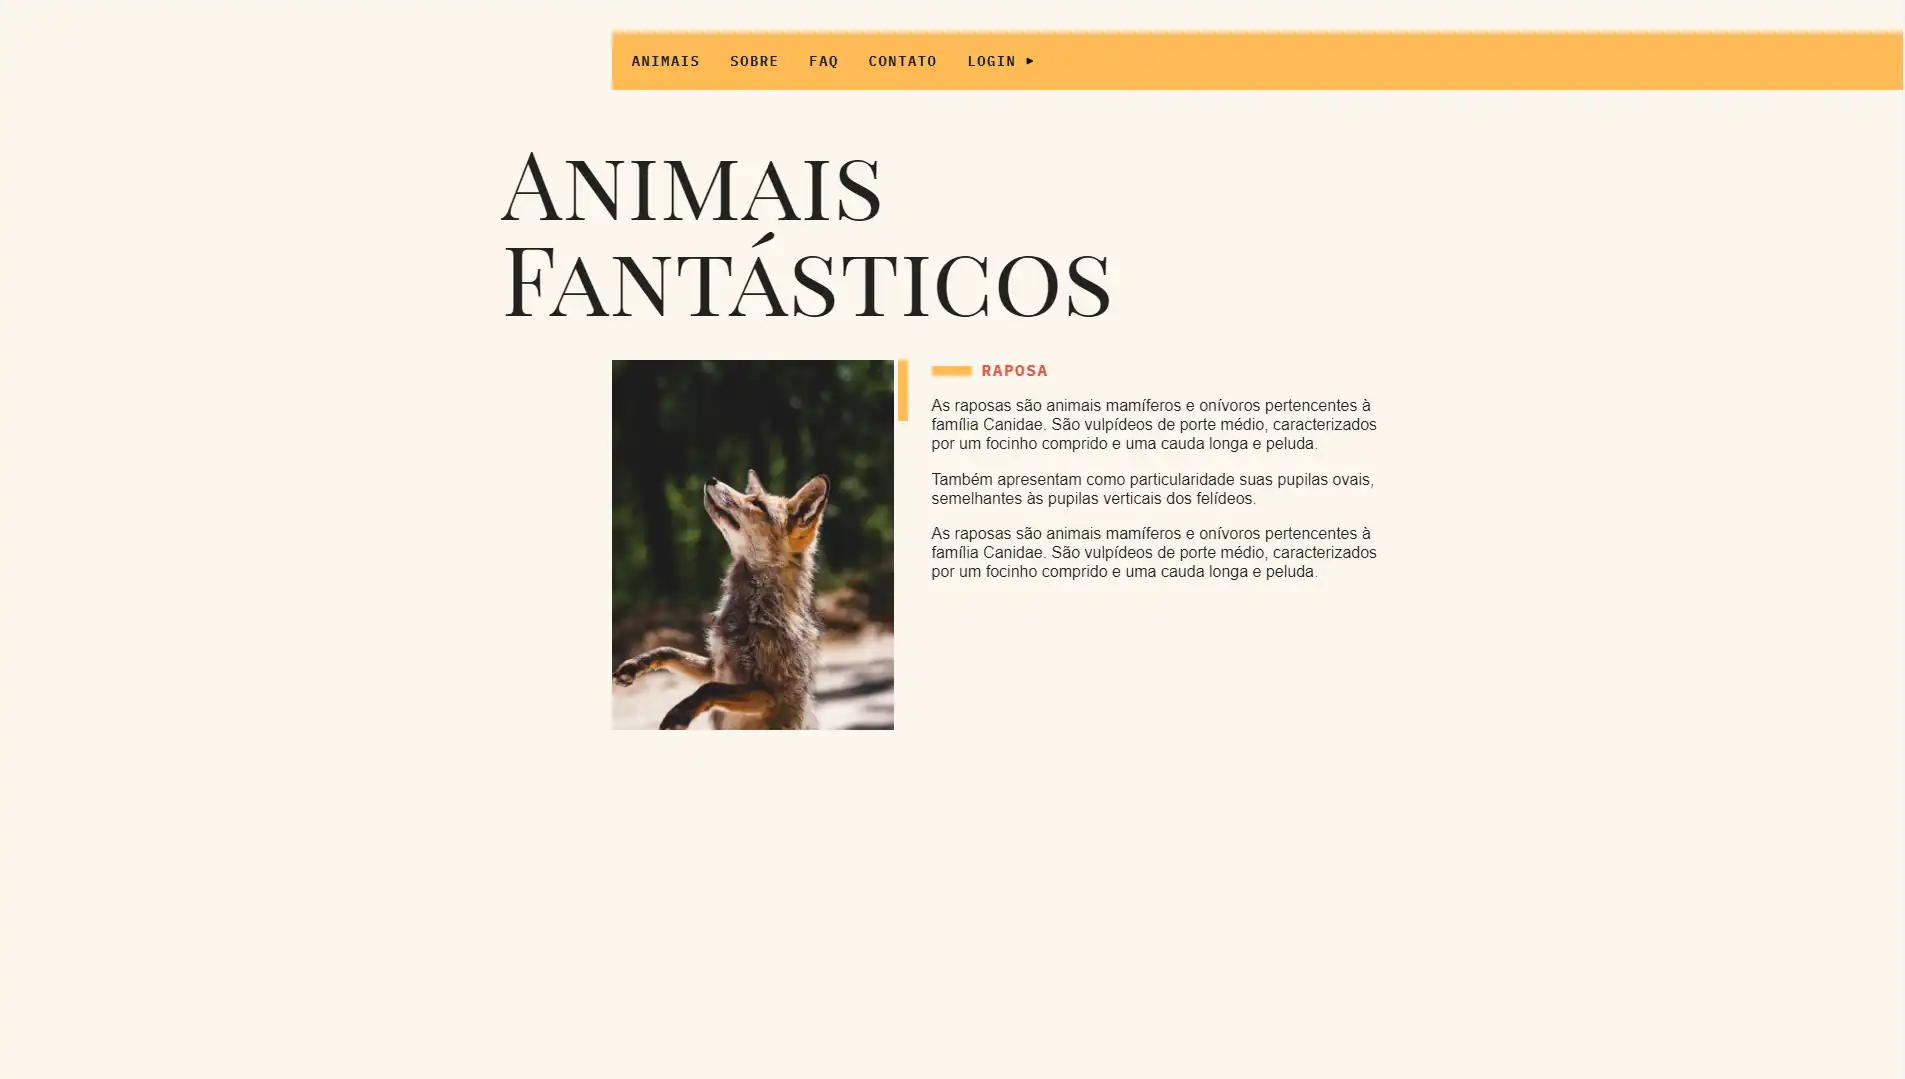 ANIMAIS SOBRE FAQ CONTATO LOGIN ▸
Animais
Fantásticos
RAPOSA
As raposas são animais mamíferos e onívoros pertencentes à
família Canidae. São vulpídeos de porte médio, caracterizados
por um focinho comprido e uma cauda longa e peluda.
Também apresentam como particularidade suas pupilas ovais,
semelhantes às pupilas verticais dos felídeos.
As raposas são animais mamíferos e onívoros pertencentes à
família Canidae. São vulpídeos de porte médio, caracterizados
por um focinho comprido e uma cauda longa e peluda.